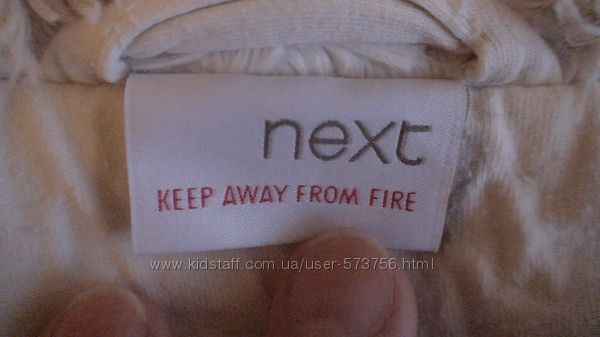 next
KEEP AWAY FROM FIRE
www.kidstaff.com.ua/user-573756.html